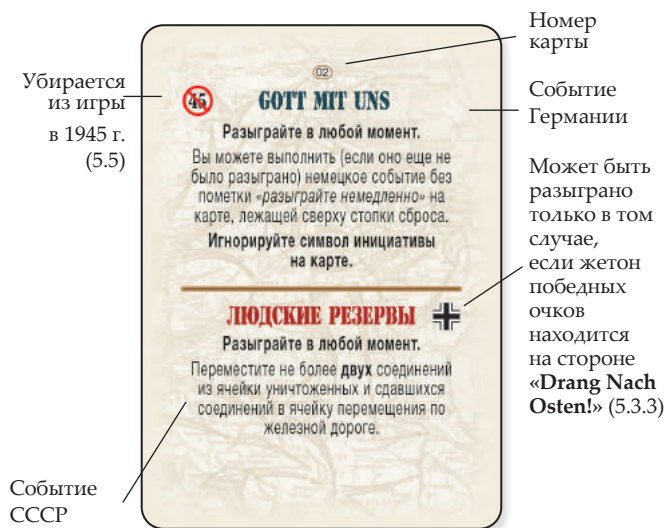 Номер
карты
Убирается
из игры
в 1945 г.
(5.5)
02
45
GOTT MIT UNS
Разыграйте в любой момент.
Вы можете выполнить (если оно еще не
было разыграно) немецкое событие без
пометки «разыграйте немедленно» на
карте, лежащей сверху стопки сброса.
Игнорируйте символ инициативы
на карте.
Событие
Германии
Может быть
разыграно
только в том
случае,
если жетон
победных
очков
находится
на стороне
«Drang Nach
Osten!» (5.3.3)
ЛЮДСКИЕ РЕЗЕРВЫ
Разыграйте в любой момент.
Переместите не более двух соединений
из ячейки уничтоженных и сдавшихся
соединений в ячейку перемещения по
железной дороге.
Событие
СССР